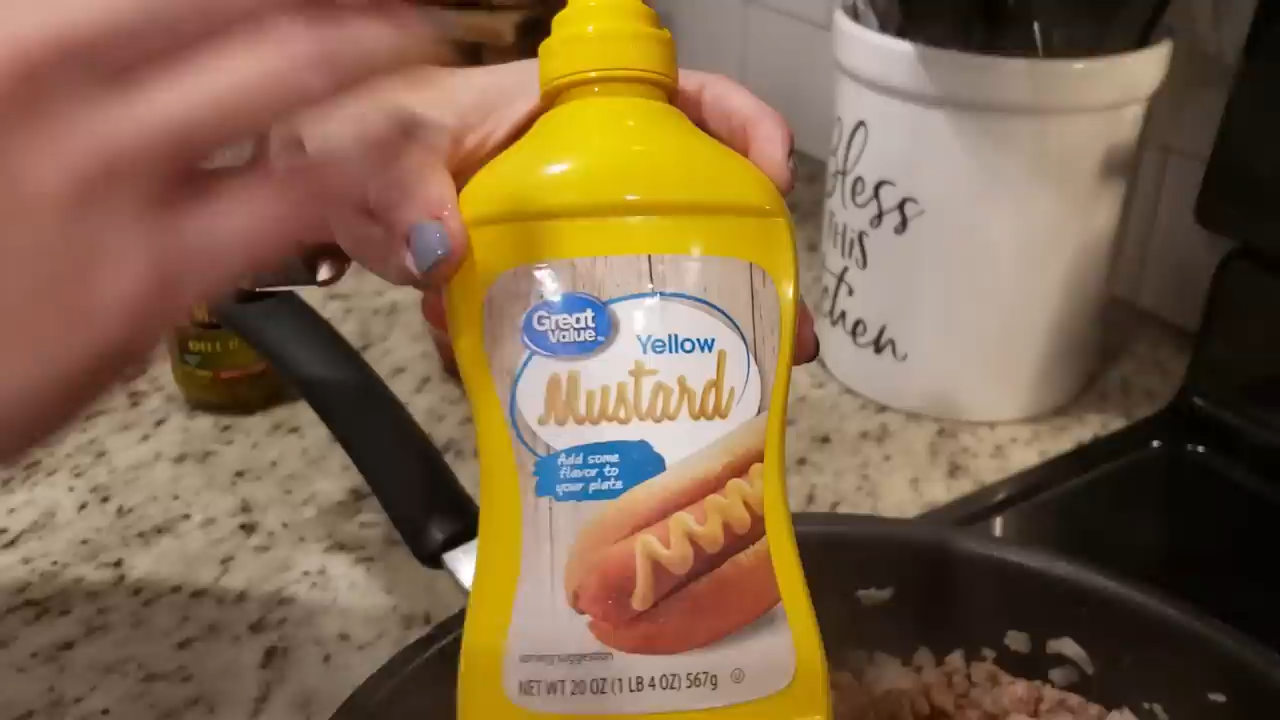 Great
Value
Yellow
Mustard
Add some
flavor to
your plate
NET WT 20 OZ (1 LB 4 OZ) 567g
Bless
THIS